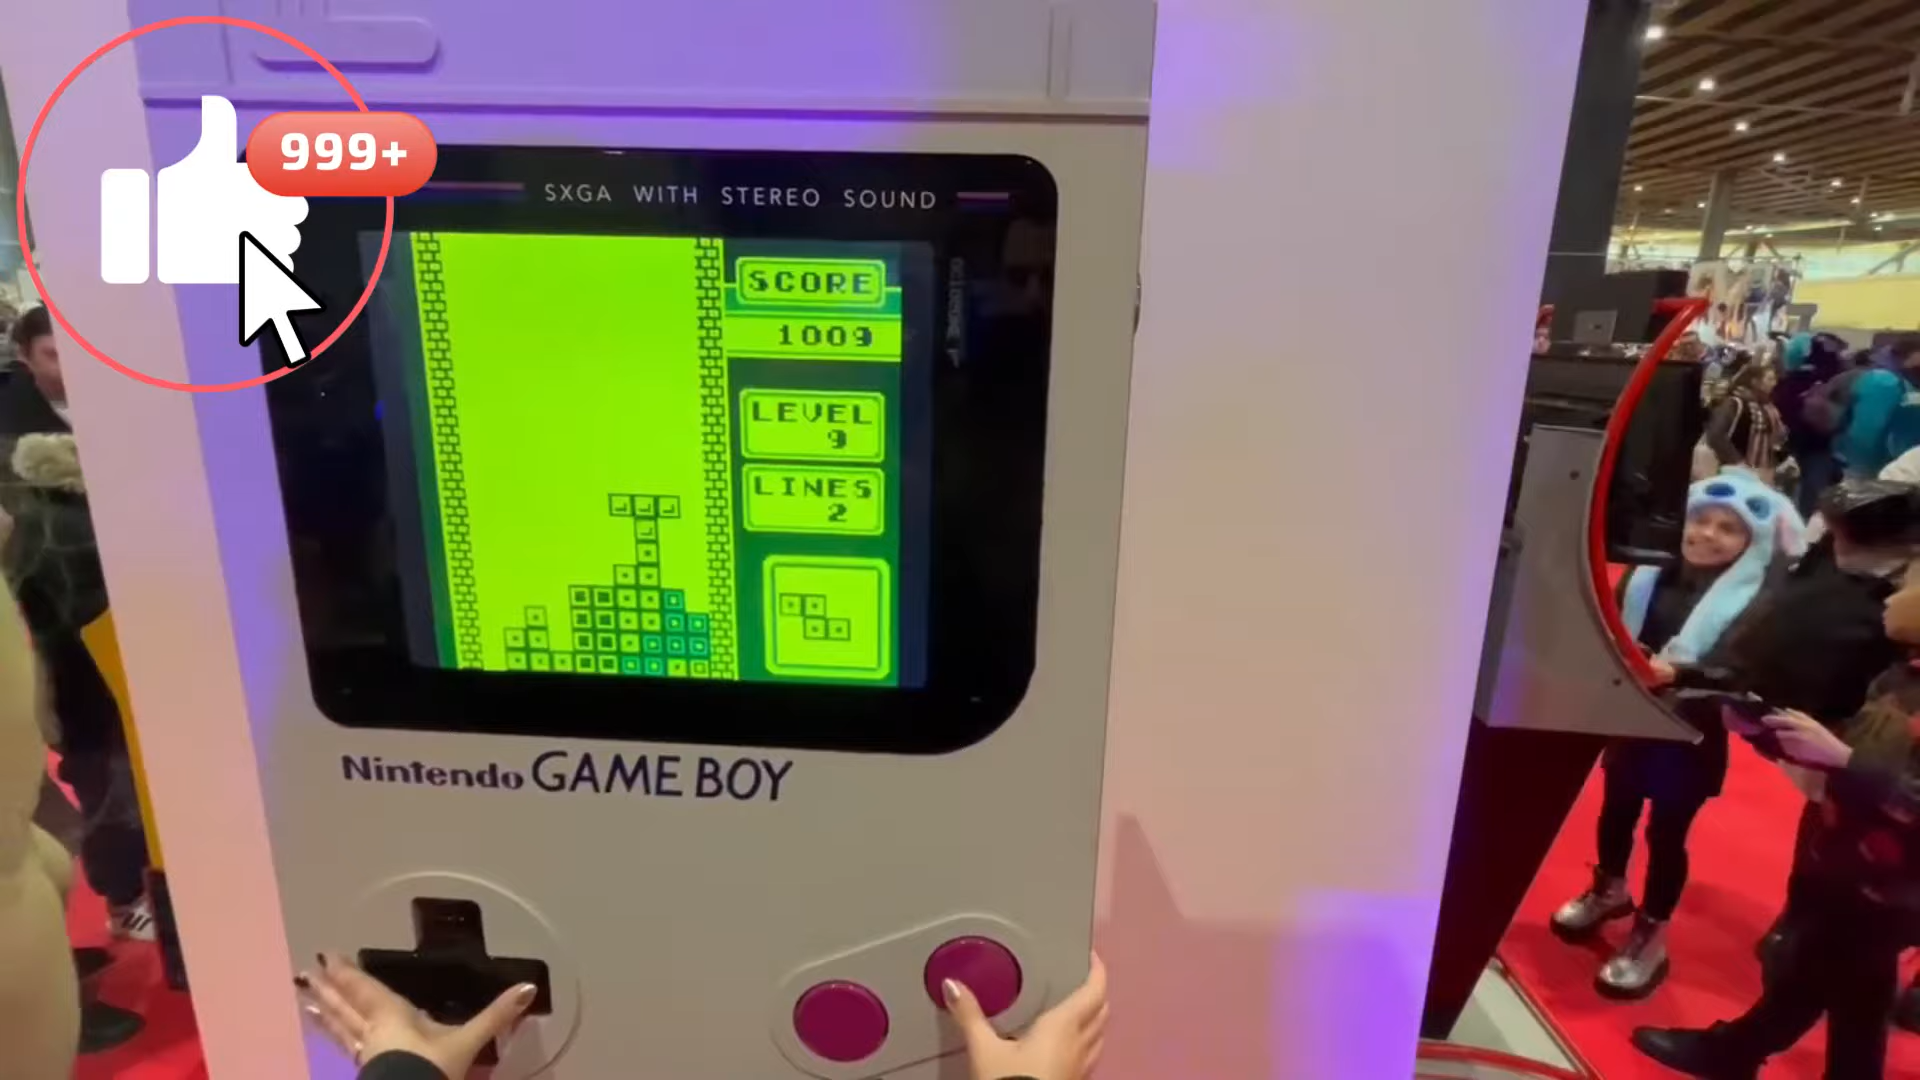 999+
SXGA WITH STEREO SOUND
SCORE
1009
LEVEL
9
LINES
2
Nintendo GAME BOY